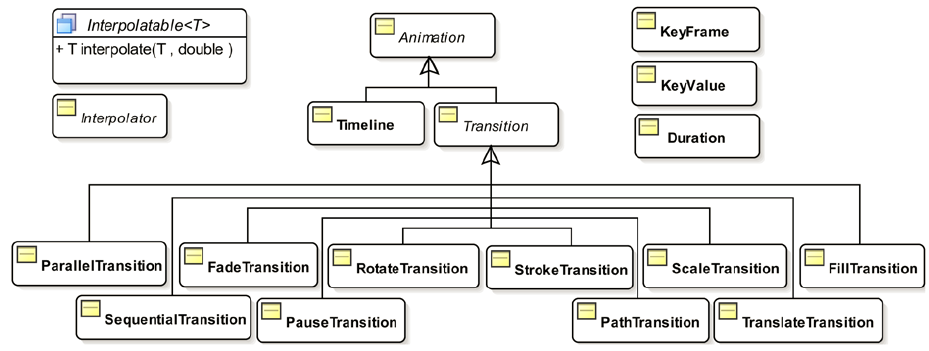 Interpolatable<T>
+ T interpolate(T , double )
Interpolator
Animation
Timeline
Transition
KeyFrame
KeyValue
Duration
ParallelTransition
FadeTransition
RotateTransition
StrokeTransition
ScaleTransition
FillTransition
SequentialTransition
PauseTransition
PathTransition
TranslateTransition